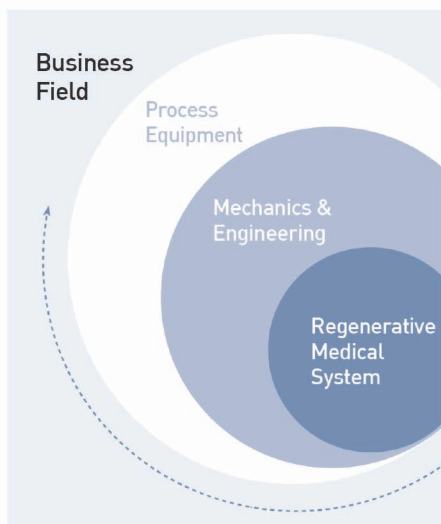 Business
Field
Process
Equipment
Mechanics &
Engineering
Regenerative
Medical
System